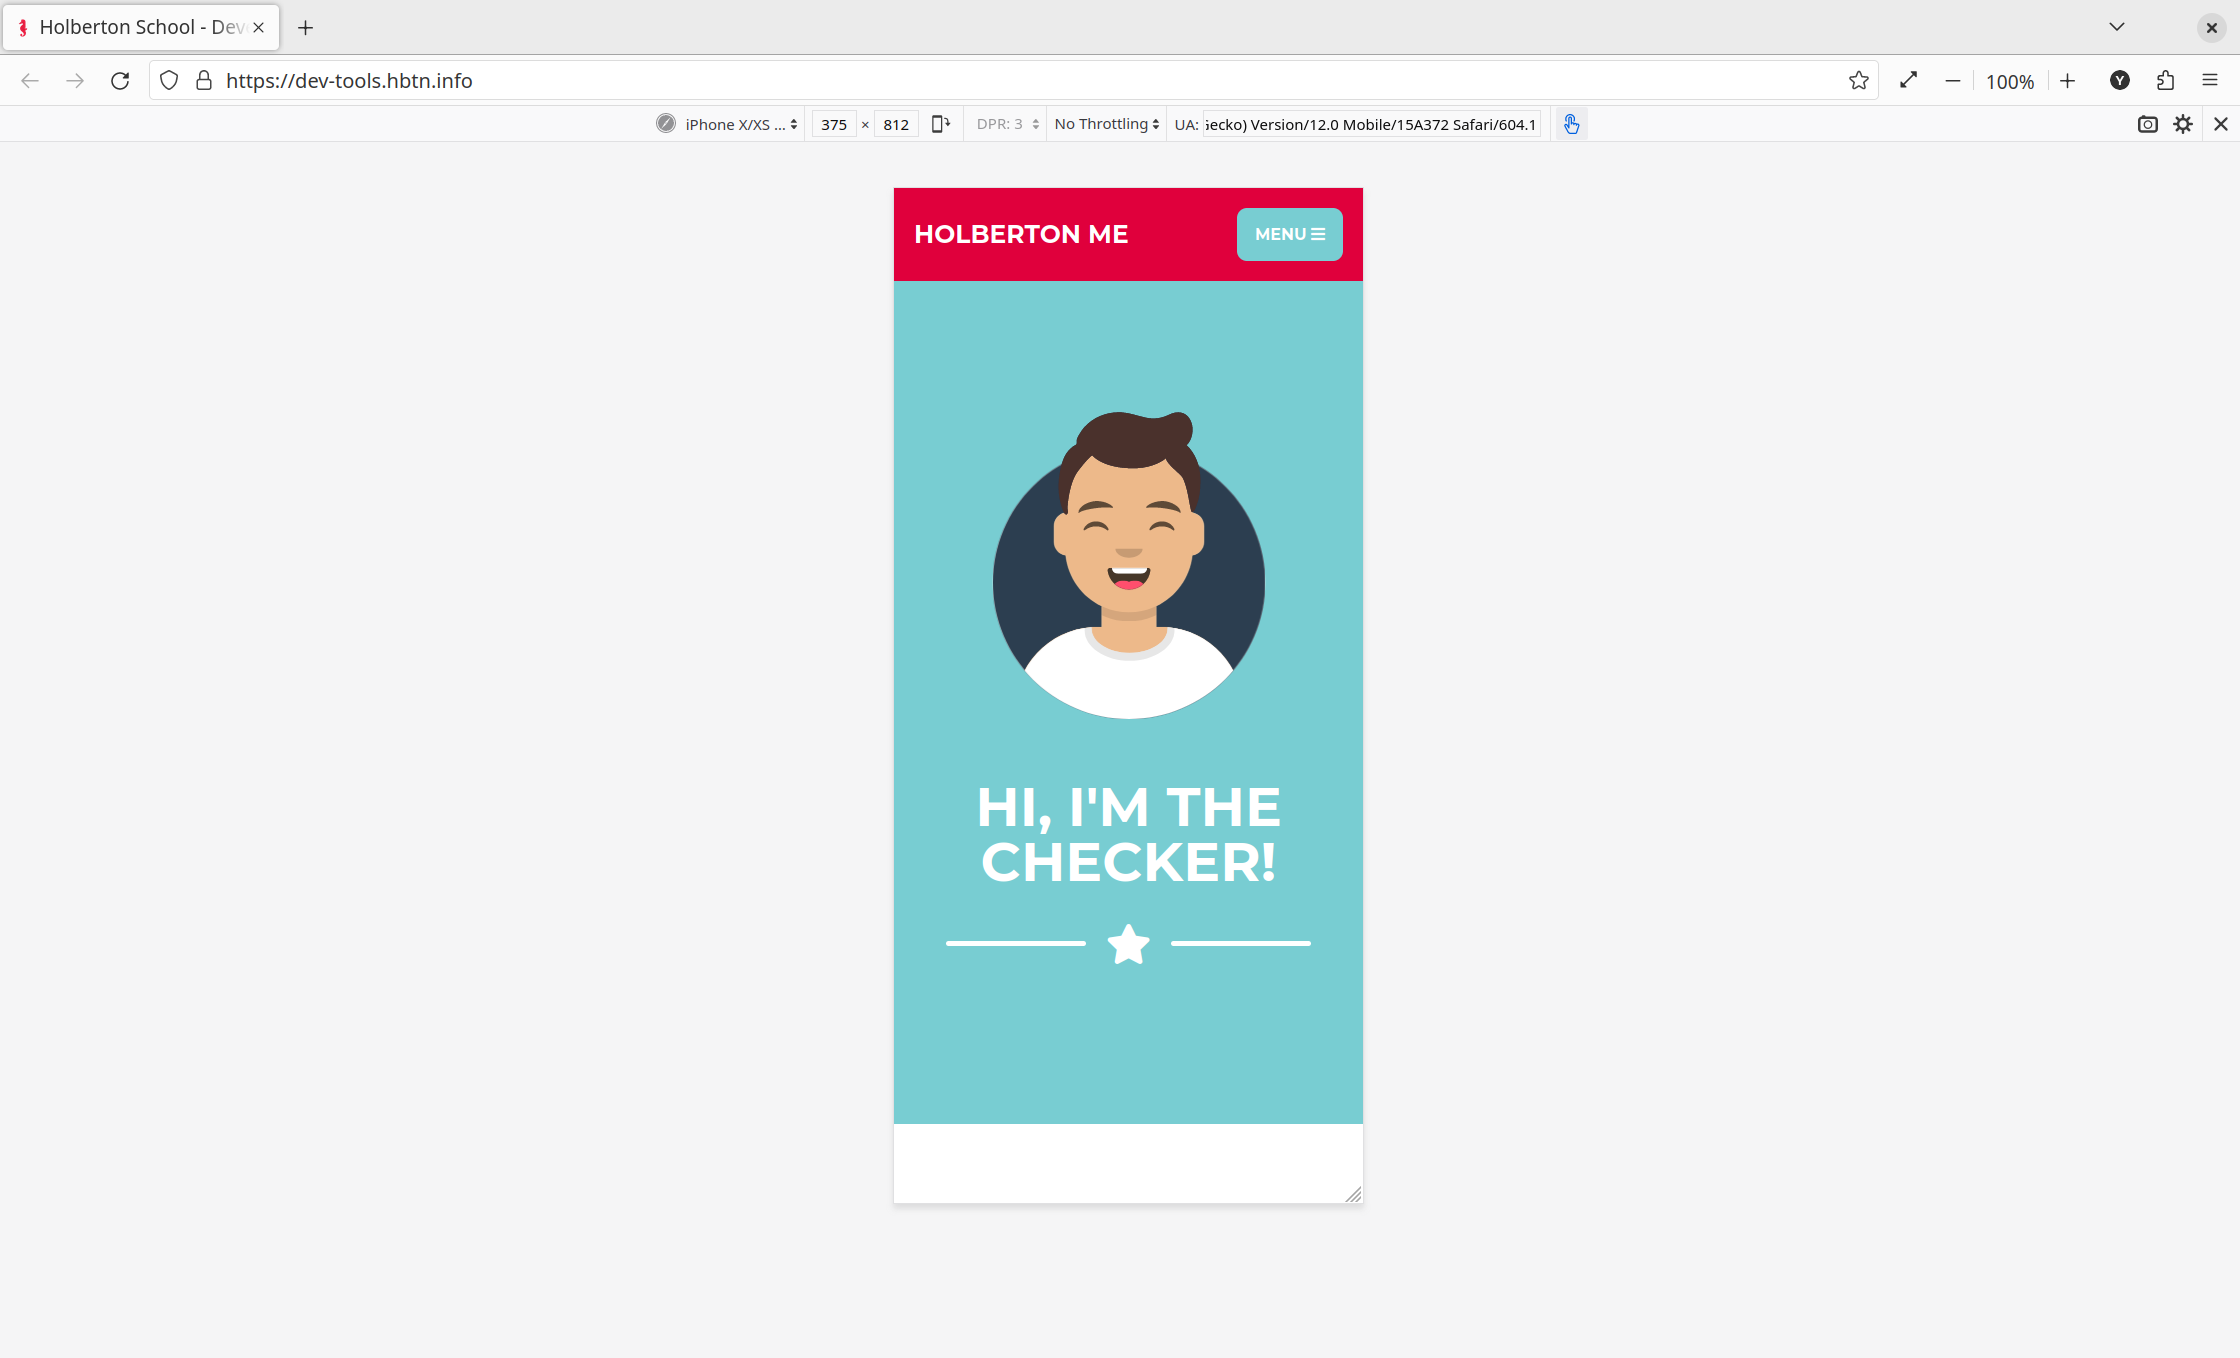 Holberton School - Dev
https://dev-tools.hbtn.info
100%
Y
iPhone X/XS ...
375 × 812
DPR: 3
No Throttling
UA: Gecko) Version/12.0 Mobile/15A372 Safari/604.1
HOLBERTON ME
MENU
HI, I'M THE
CHECKER!